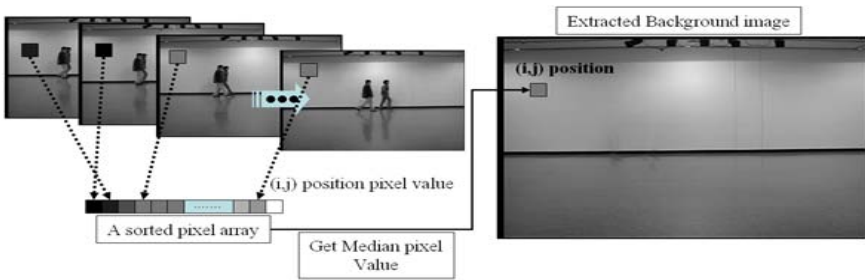 Extracted Background image
(i,j) position
(i,j) position pixel value
.......
A sorted pixel array
Get Median pixel
Value